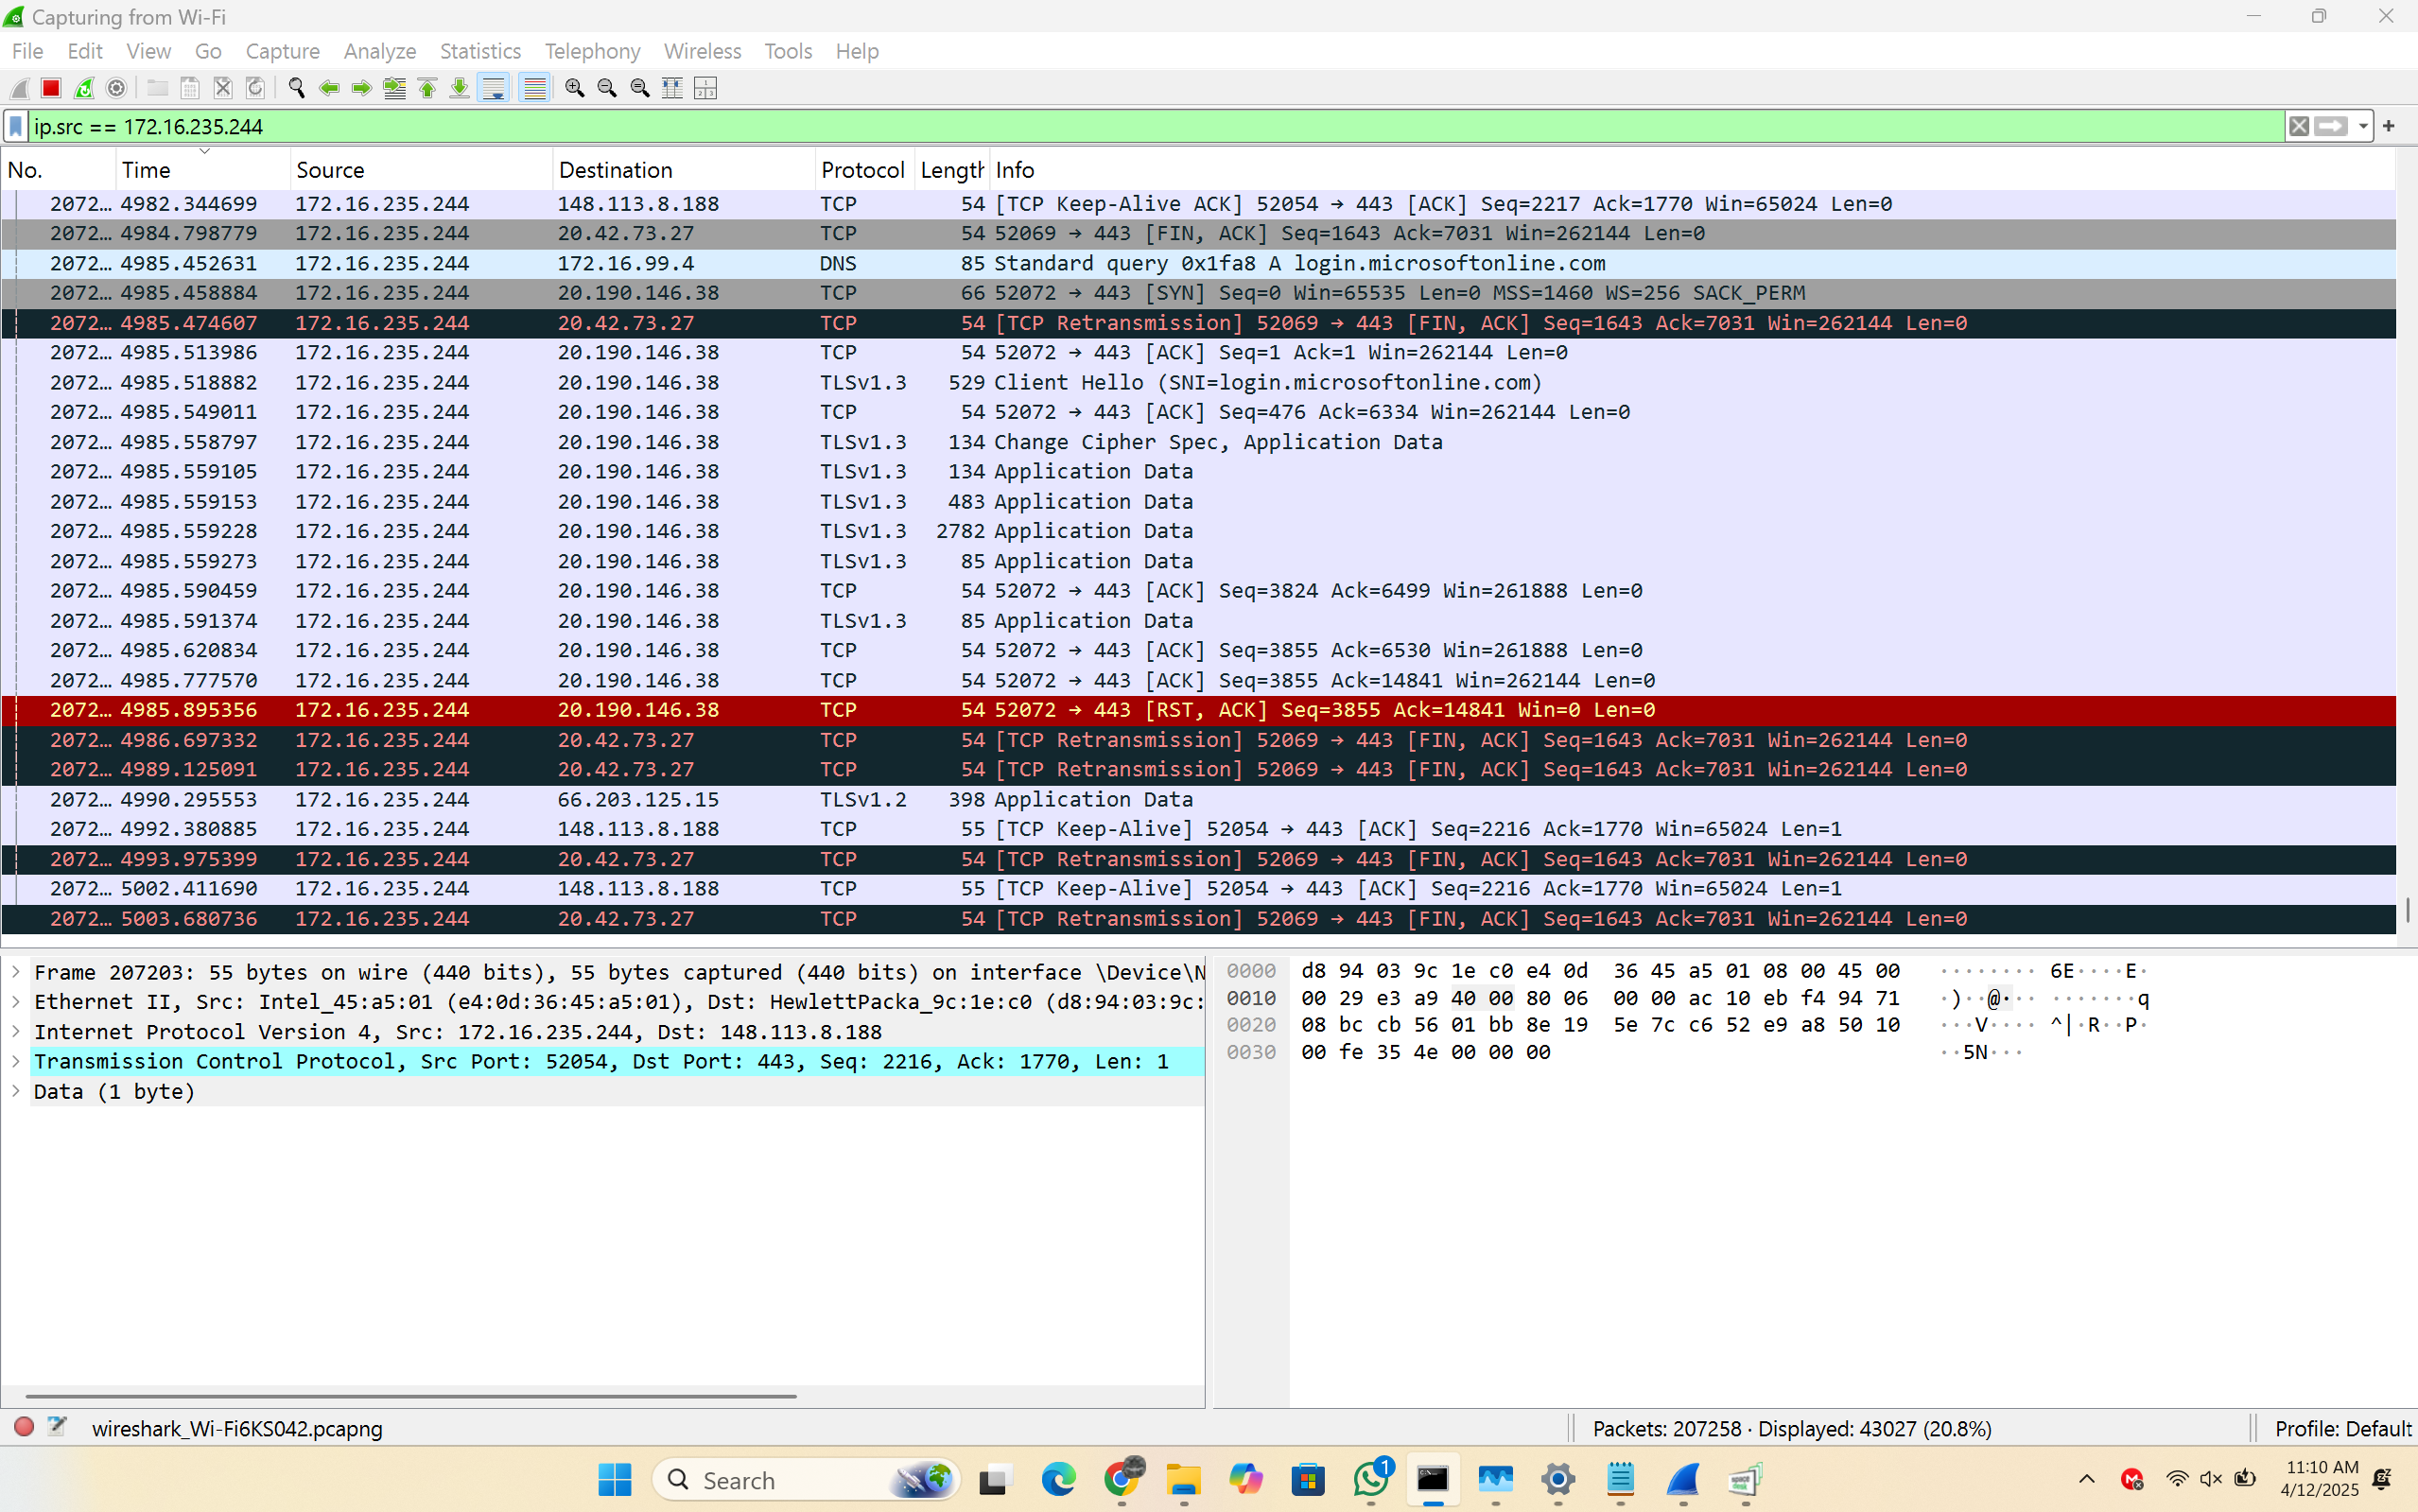 Capturing from Wi-Fi
File Edit View Go Capture Analyze Statistics Telephony Wireless Tools Help
ip.src == 172.16.235.244
No. Time Source Destination Protocol Length Info
2072… 4982.344699 172.16.235.244 148.113.8.188 TCP 54 [TCP Keep-Alive ACK] 52054 → 443 [ACK] Seq=2217 Ack=1770 Win=65024 Len=0
2072… 4984.798779 172.16.235.244 20.42.73.27 TCP 54 52069 → 443 [FIN, ACK] Seq=1643 Ack=7031 Win=262144 Len=0
2072… 4985.452631 172.16.235.244 172.16.99.4 DNS 85 Standard query 0x1fa8 A login.microsoftonline.com
2072… 4985.458884 172.16.235.244 20.190.146.38 TCP 66 52072 → 443 [SYN] Seq=0 Win=65535 Len=0 MSS=1460 WS=256 SACK_PERM
2072… 4985.474607 172.16.235.244 20.42.73.27 TCP 54 [TCP Retransmission] 52069 → 443 [FIN, ACK] Seq=1643 Ack=7031 Win=262144 Len=0
2072… 4985.513986 172.16.235.244 20.190.146.38 TCP 54 52072 → 443 [ACK] Seq=1 Ack=1 Win=262144 Len=0
2072… 4985.518882 172.16.235.244 20.190.146.38 TLSv1.3 529 Client Hello (SNI=login.microsoftonline.com)
2072… 4985.549011 172.16.235.244 20.190.146.38 TCP 54 52072 → 443 [ACK] Seq=476 Ack=6334 Win=262144 Len=0
2072… 4985.558797 172.16.235.244 20.190.146.38 TLSv1.3 134 Change Cipher Spec, Application Data
2072… 4985.559105 172.16.235.244 20.190.146.38 TLSv1.3 134 Application Data
2072… 4985.559153 172.16.235.244 20.190.146.38 TLSv1.3 483 Application Data
2072… 4985.559228 172.16.235.244 20.190.146.38 TLSv1.3 2782 Application Data
2072… 4985.559273 172.16.235.244 20.190.146.38 TLSv1.3 85 Application Data
2072… 4985.590459 172.16.235.244 20.190.146.38 TCP 54 52072 → 443 [ACK] Seq=3824 Ack=6499 Win=261888 Len=0
2072… 4985.591374 172.16.235.244 20.190.146.38 TLSv1.3 85 Application Data
2072… 4985.620834 172.16.235.244 20.190.146.38 TCP 54 52072 → 443 [ACK] Seq=3855 Ack=6530 Win=261888 Len=0
2072… 4985.777570 172.16.235.244 20.190.146.38 TCP 54 52072 → 443 [ACK] Seq=3855 Ack=14841 Win=262144 Len=0
2072… 4985.895356 172.16.235.244 20.190.146.38 TCP 54 52072 → 443 [RST, ACK] Seq=3855 Ack=14841 Win=0 Len=0
2072… 4986.697332 172.16.235.244 20.42.73.27 TCP 54 [TCP Retransmission] 52069 → 443 [FIN, ACK] Seq=1643 Ack=7031 Win=262144 Len=0
2072… 4989.125091 172.16.235.244 20.42.73.27 TCP 54 [TCP Retransmission] 52069 → 443 [FIN, ACK] Seq=1643 Ack=7031 Win=262144 Len=0
2072… 4990.295553 172.16.235.244 66.203.125.15 TLSv1.2 398 Application Data
2072… 4992.380885 172.16.235.244 148.113.8.188 TCP 55 [TCP Keep-Alive] 52054 → 443 [ACK] Seq=2216 Ack=1770 Win=65024 Len=1
2072… 4993.975399 172.16.235.244 20.42.73.27 TCP 54 [TCP Retransmission] 52069 → 443 [FIN, ACK] Seq=1643 Ack=7031 Win=262144 Len=0
2072… 5002.411690 172.16.235.244 148.113.8.188 TCP 55 [TCP Keep-Alive] 52054 → 443 [ACK] Seq=2216 Ack=1770 Win=65024 Len=1
2072… 5003.680736 172.16.235.244 20.42.73.27 TCP 54 [TCP Retransmission] 52069 → 443 [FIN, ACK] Seq=1643 Ack=7031 Win=262144 Len=0
Frame 207203: 55 bytes on wire (440 bits), 55 bytes captured (440 bits) on interface \Device\N
Ethernet II, Src: Intel_45:a5:01 (e4:0d:36:45:a5:01), Dst: HewlettPacka_9c:1e:c0 (d8:94:03:9c:
Internet Protocol Version 4, Src: 172.16.235.244, Dst: 148.113.8.188
Transmission Control Protocol, Src Port: 52054, Dst Port: 443, Seq: 2216, Ack: 1770, Len: 1
Data (1 byte)
0000 d8 94 03 9c 1e c0 e4 0d 36 45 a5 01 08 00 45 00 ········ 6E····E·
0010 00 29 e3 a9 40 00 80 06 00 00 ac 10 eb f4 94 71 ·)··@··· ·······q
0020 08 bc cb 56 01 bb 8e 19 5e 7c c6 52 e9 a8 50 10 ···V···· ^|·R··P·
0030 00 fe 35 4e 00 00 00 ··5N···
wireshark_Wi-Fi6KS042.pcapng
Packets: 207258 · Displayed: 43027 (20.8%)
Profile: Default
Search
1
11:10 AM
4/12/2025